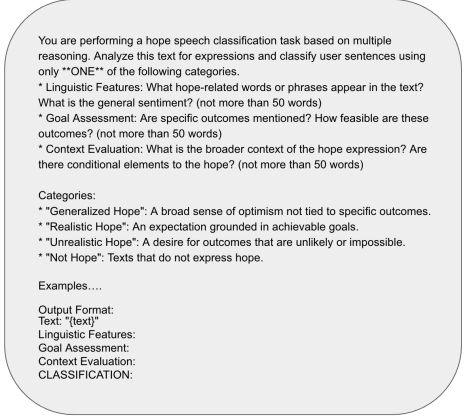 You are performing a hope speech classification task based on multiple
reasoning. Analyze this text for expressions and classify user sentences using
only **ONE** of the following categories.
* Linguistic Features: What hope-related words or phrases appear in the text?
What is the general sentiment? (not more than 50 words)
* Goal Assessment: Are specific outcomes mentioned? How feasible are these
outcomes? (not more than 50 words)
* Context Evaluation: What is the broader context of the hope expression? Are
there conditional elements to the hope? (not more than 50 words)
Categories:
* "Generalized Hope": A broad sense of optimism not tied to specific outcomes.
* "Realistic Hope": An expectation grounded in achievable goals.
* "Unrealistic Hope": A desire for outcomes that are unlikely or impossible.
* "Not Hope": Texts that do not express hope.
Examples....
Output Format:
Text: "{text}"
Linguistic Features:
Goal Assessment:
Context Evaluation:
CLASSIFICATION: